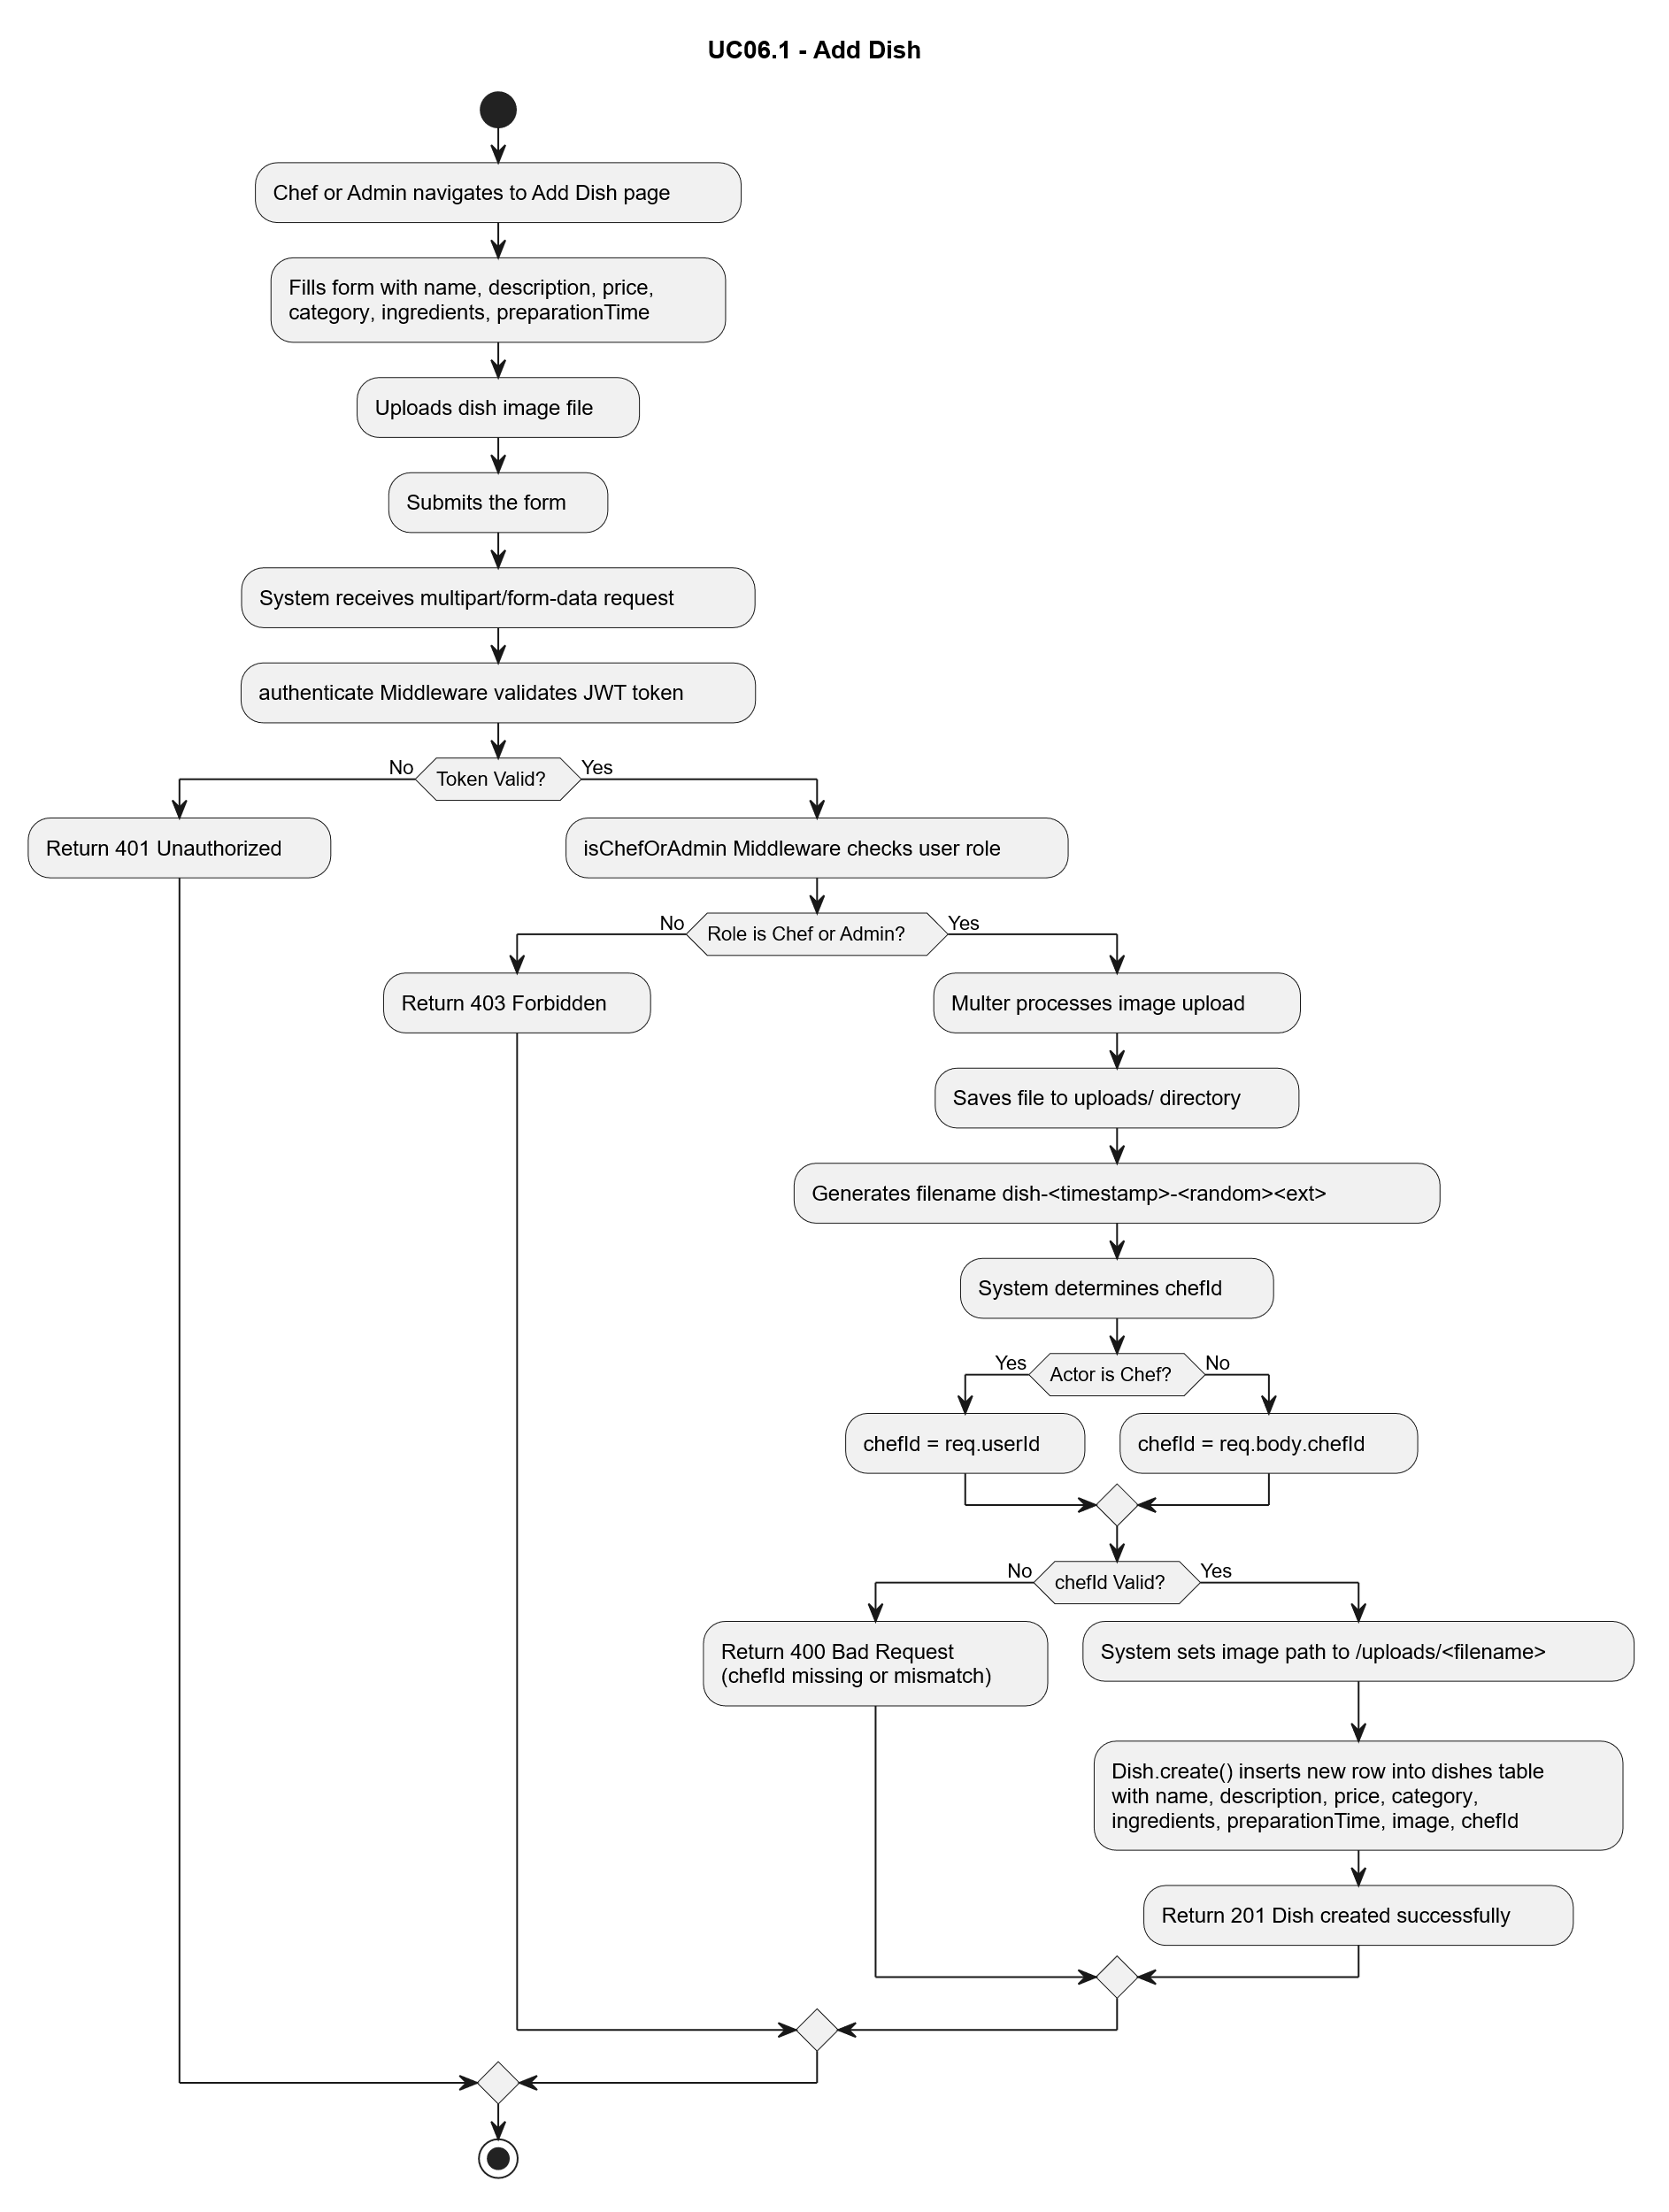 UC06.1 - Add Dish
Chef or Admin navigates to Add Dish page
Fills form with name, description, price,
category, ingredients, preparationTime
Uploads dish image file
Submits the form
System receives multipart/form-data request
authenticate Middleware validates JWT token
No
Token Valid?
Yes
Return 401 Unauthorized
isChefOrAdmin Middleware checks user role
No
Role is Chef or Admin?
Yes
Return 403 Forbidden
Multer processes image upload
Saves file to uploads/ directory
Generates filename dish-<timestamp>-<random><ext>
System determines chefId
Yes
Actor is Chef?
No
chefId = req.userId
chefId = req.body.chefId
No
chefId Valid?
Yes
Return 400 Bad Request
(chefId missing or mismatch)
System sets image path to /uploads/<filename>
Dish.create() inserts new row into dishes table
with name, description, price, category,
ingredients, preparationTime, image, chefId
Return 201 Dish created successfully